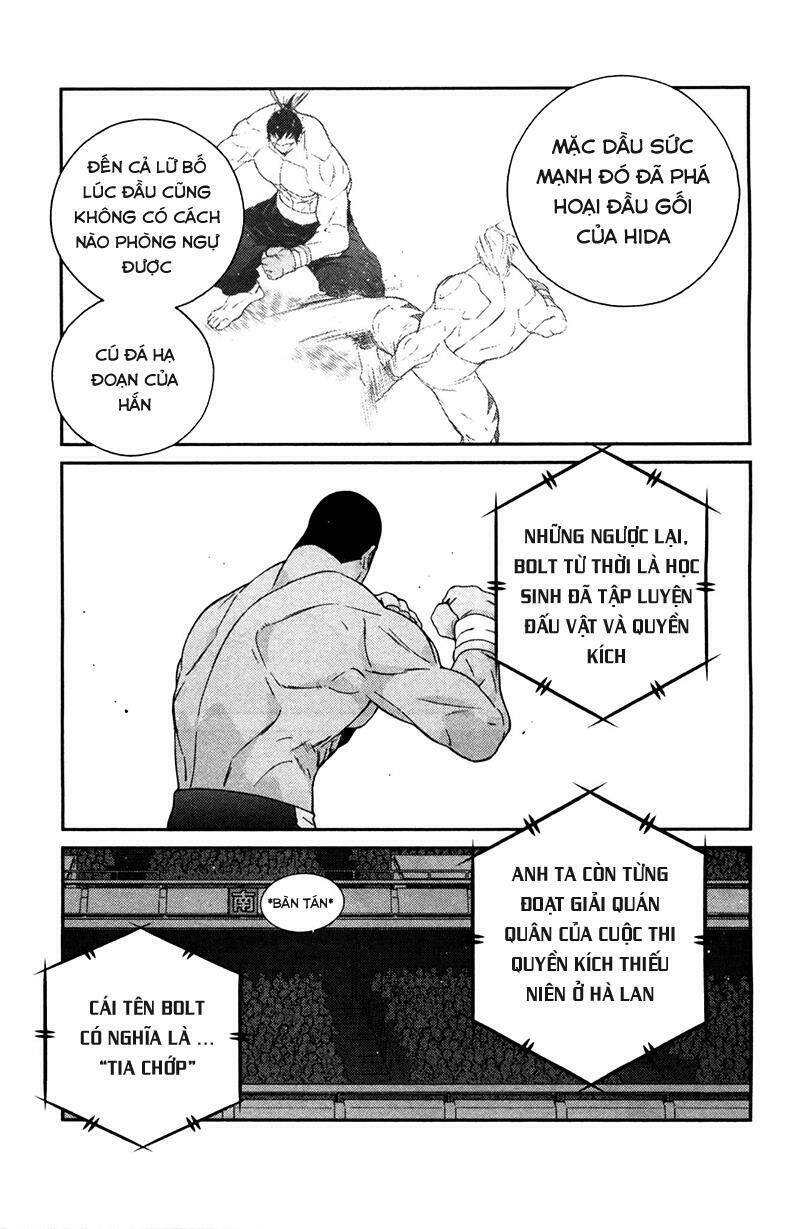 MẶC DẦU SỨC
MẠNH ĐÓ ĐÃ PHÁ
HOẠI ĐẦU GỐI
CỦA HIDA
ĐẾN CẢ LỮ BỐ
LÚC ĐẦU CŨNG
KHÔNG CÓ CÁCH
NÀO PHÒNG NGỰ
ĐƯỢC
CÚ ĐÁ HẠ
ĐOẠN CỦA
HẮN
NHỮNG NGƯỢC LẠI,
BOLT TỪ THỜI LÀ HỌC
SINH ĐÃ TẬP LUYỆN
ĐẤU VẬT VÀ QUYỀN
KÍCH
ANH TA CÒN TỪNG
ĐOẠT GIẢI QUÁN
QUÂN CỦA CUỘC THI
QUYỀN KÍCH THIẾU
NIÊN Ở HÀ LAN
南
*BÀN TÁN*
CÁI TÊN BOLT
CÓ NGHĨA LÀ ...
“TIA CHỚP”